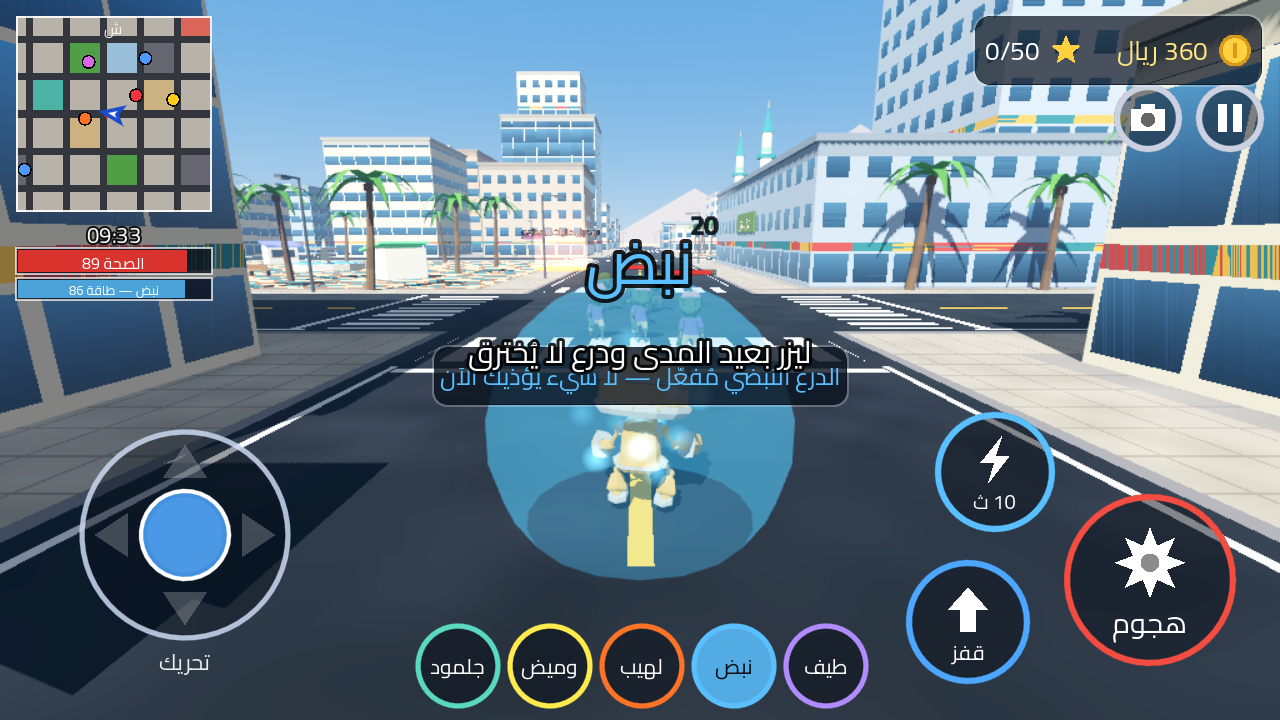 ش
0/50
360 ريال
09:33
الصحة 89
نبض — طاقة 86
20
نبض
ليزر بعيد المدى ودرع لا يُخترق
الدرع النبضي مُفعّل — لا شيء يؤذيك الآن
10 ث
هجوم
قفز
تحريك
جلمود
وميض
لهيب
نبض
طيف